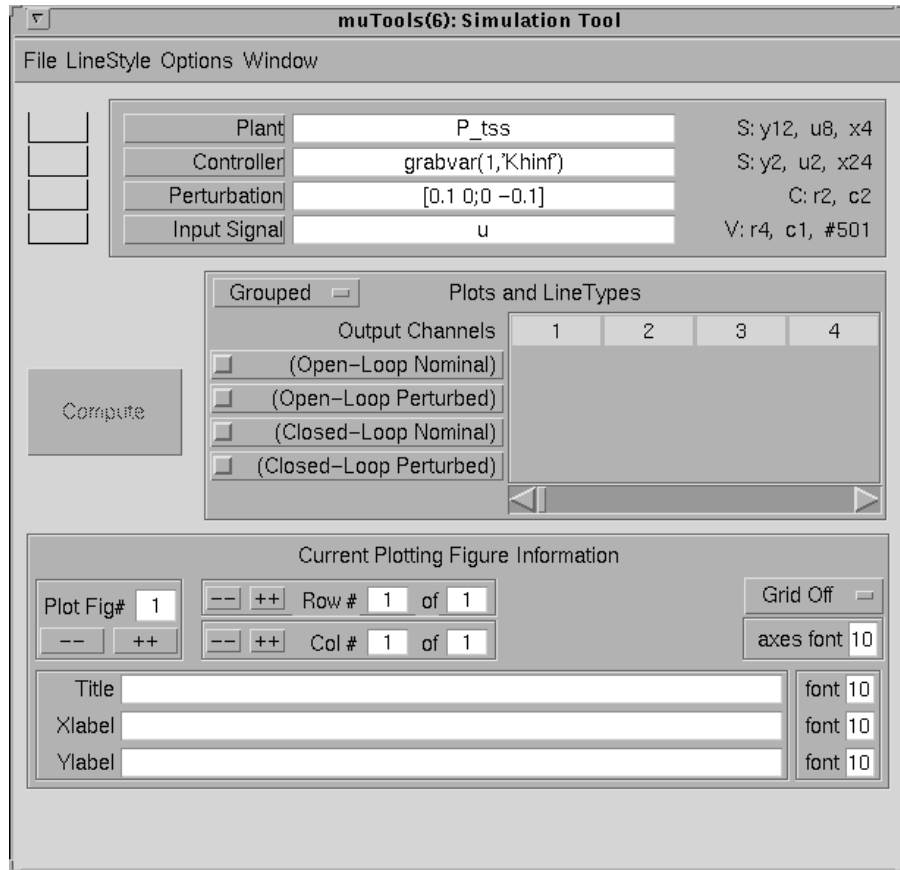 muTools(6): Simulation Tool
File LineStyle Options Window
Plant P_tss S: y12, u8, x4
Controller grabvar(1,'Khinf') S: y2, u2, x24
Perturbation [0.1 0;0 −0.1] C: r2, c2
Input Signal u V: r4, c1, #501
Grouped Plots and LineTypes
Output Channels 1 2 3 4
(Open−Loop Nominal)
(Open−Loop Perturbed)
(Closed−Loop Nominal)
(Closed−Loop Perturbed)
Compute
Current Plotting Figure Information
Plot Fig# 1 −− ++ Row # 1 of 1 Grid Off
−− ++ −− ++ Col # 1 of 1 axes font 10
Title font 10
Xlabel font 10
Ylabel font 10